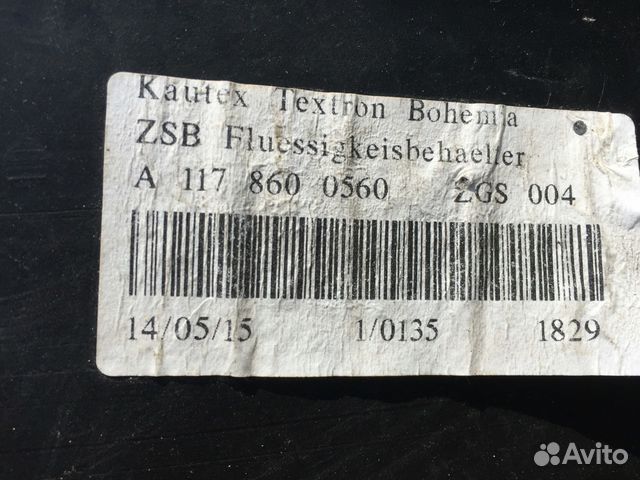 Kautex Textron Bohemia
ZSB Fluessigkeisbehaelter
A 117 860 0560 ZGS 004
14/05/15 1/0135 1829
Avito